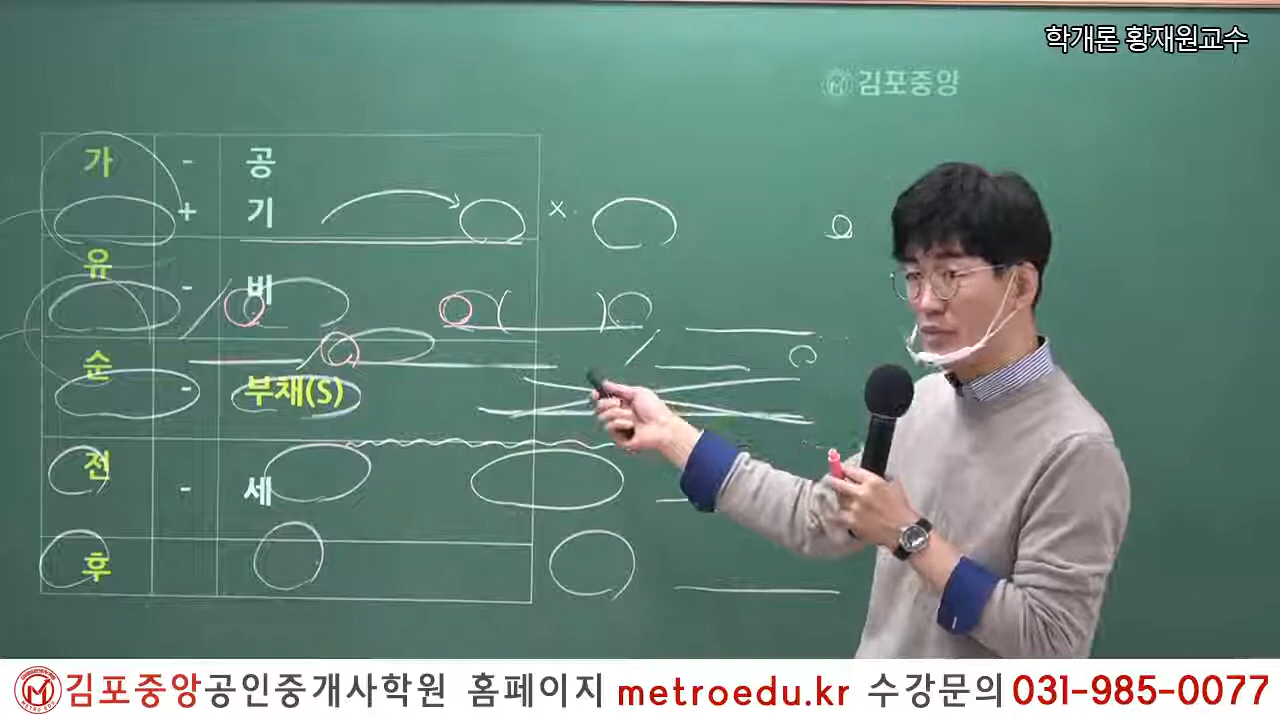 학개론 황재원교수
김포중앙
가 - 공
+ 기
유 - 비
순 - 부채(S)
전 - 세
후
x
김포중앙공인중개사학원 홈페이지 metroedu.kr 수강문의 031-985-0077